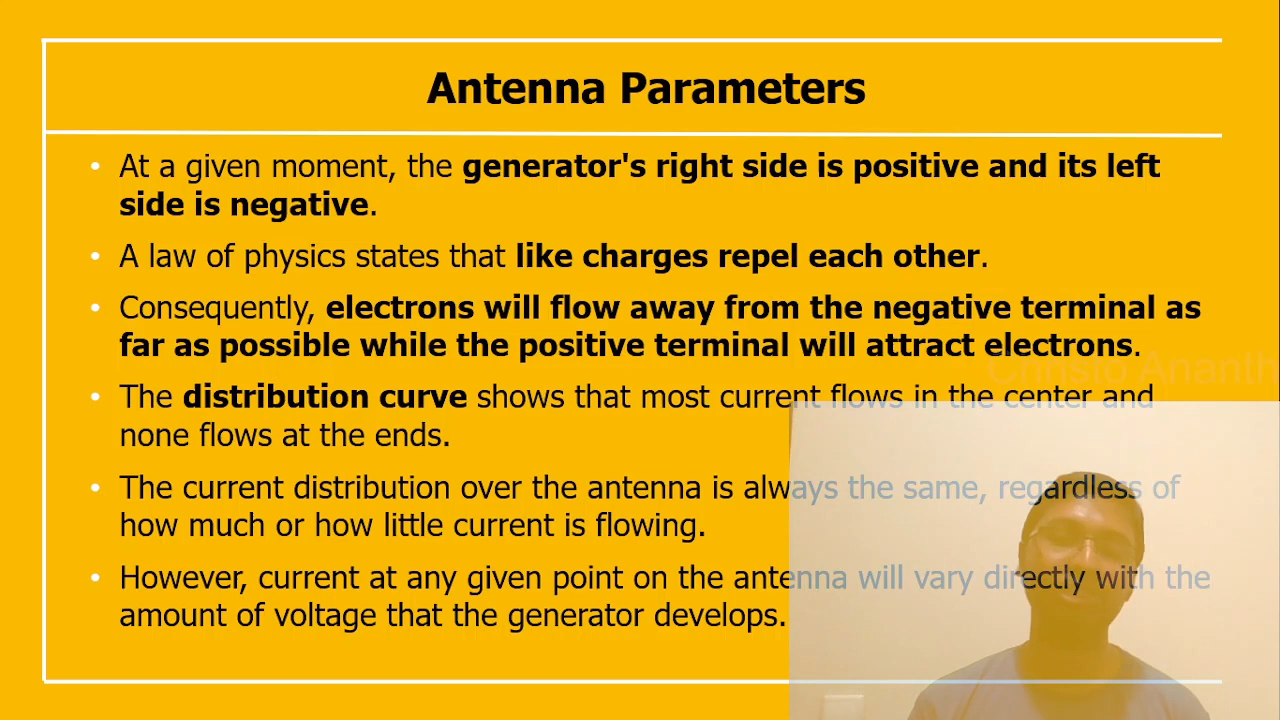 Antenna Parameters
• At a given moment, the generator's right side is positive and its left
side is negative.
• A law of physics states that like charges repel each other.
• Consequently, electrons will flow away from the negative terminal as
far as possible while the positive terminal will attract electrons.
Christo Ananth
• The distribution curve shows that most current flows in the center and
none flows at the ends.
• The current distribution over the antenna is always the same, regardless of
how much or how little current is flowing.
• However, current at any given point on the antenna will vary directly with the
amount of voltage that the generator develops.